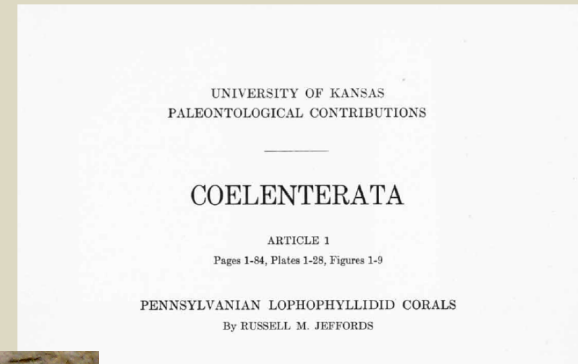 UNIVERSITY OF KANSAS
PALEONTOLOGICAL CONTRIBUTIONS
COELENTERATA
ARTICLE 1
Pages 1-84, Plates 1-28, Figures 1-9
PENNSYLVANIAN LOPHOPHYLLIDID CORALS
By RUSSELL M. JEFFORDS